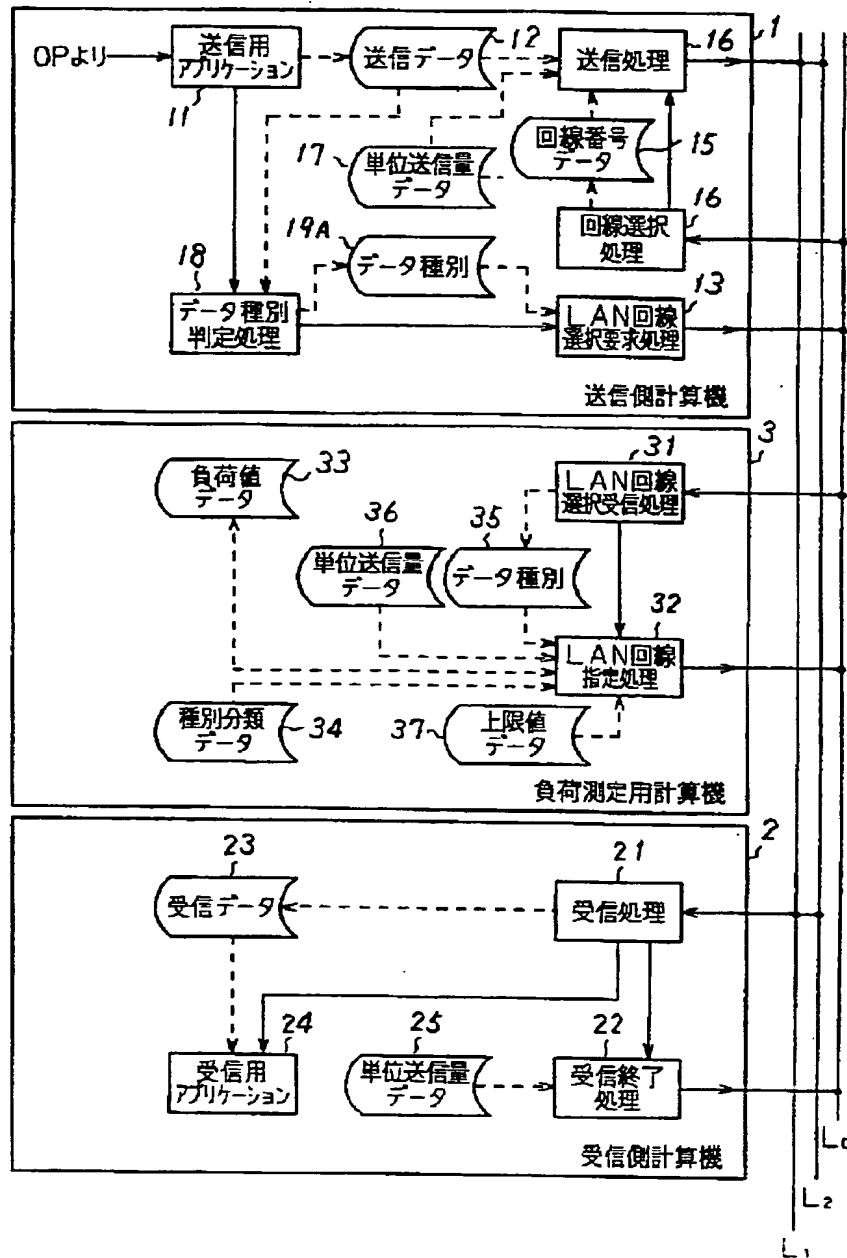 1
OPより
送信用
アプリケーション
11
送信データ
12
送信処理
16
17
単位送信量
データ
回線番号
データ
15
16
回線選択
処理
19A
データ種別
18
データ種別
判定処理
13
LAN回線
選択要求処理
送信側計算機
3
負荷値
データ
33
31
LAN回線
選択受信処理
36
単位送信量
データ
35
データ種別
32
LAN回線
指定処理
種別分類
データ
34
37
上限値
データ
負荷測定用計算機
2
23
受信データ
21
受信処理
24
受信用
アプリケーション
25
単位送信量
データ
22
受信終了
処理
受信側計算機
L2
L1